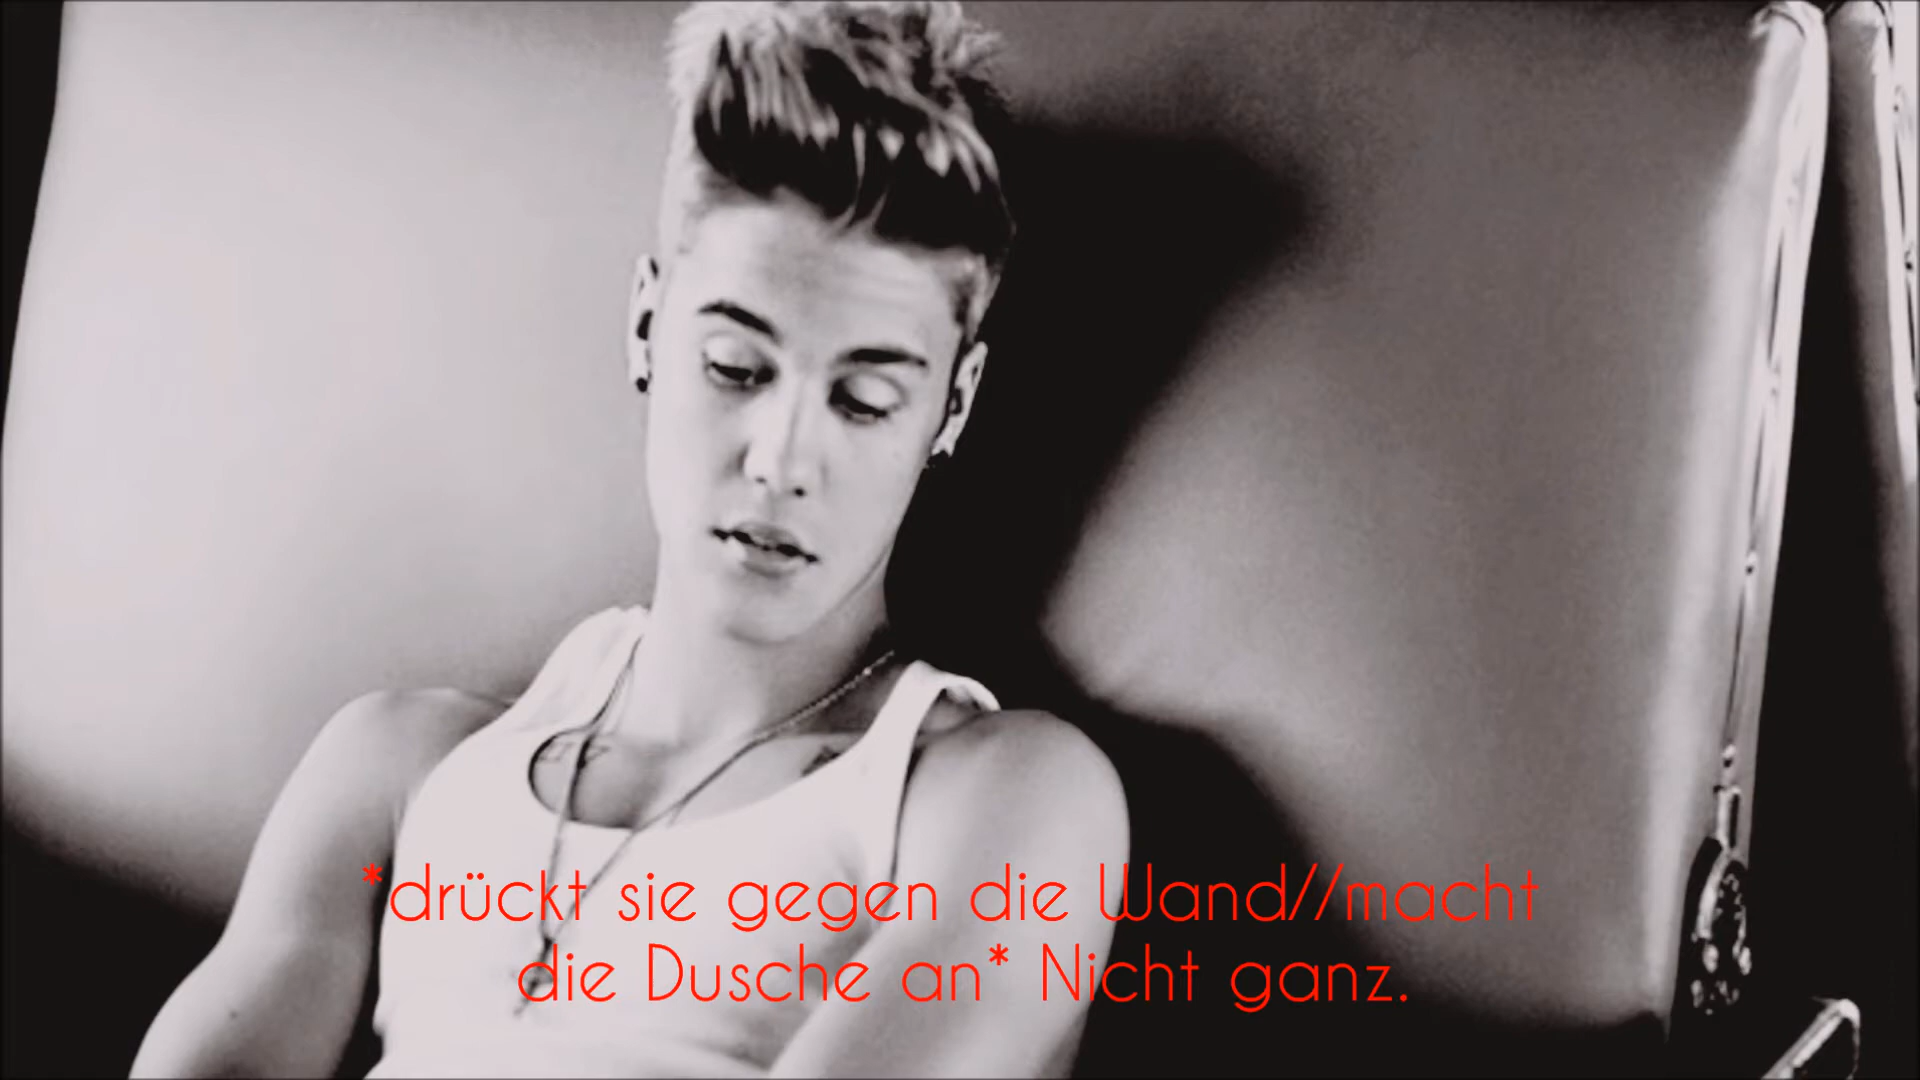 *drückt sie gegen die Wand//macht
die Dusche an* Nicht ganz.